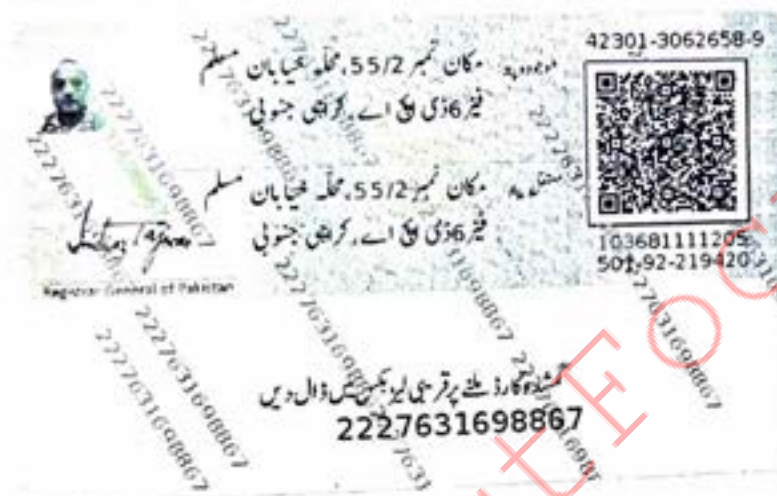 42301-3062658-9
موجودہ پتہ مکان نمبر 55/2، محلہ خیابان مسلم
فیز 6 ڈی ایچ اے، کراچی جنوبی
مستقل پتہ مکان نمبر 55/2، محلہ خیابان مسلم
فیز 6 ڈی ایچ اے، کراچی جنوبی
103681111205
501-92-219420
Registrar General of Pakistan
گمشدہ کارڈ ملنے پر قریبی لیٹر بکس میں ڈال دیں
2227631698867